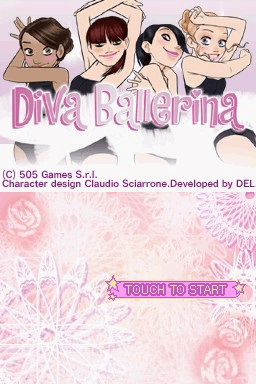 Diva Ballerina
(C) 505 Games S.r.l.
Character design Claudio Sciarrone.Developed by DEL
TOUCH TO START